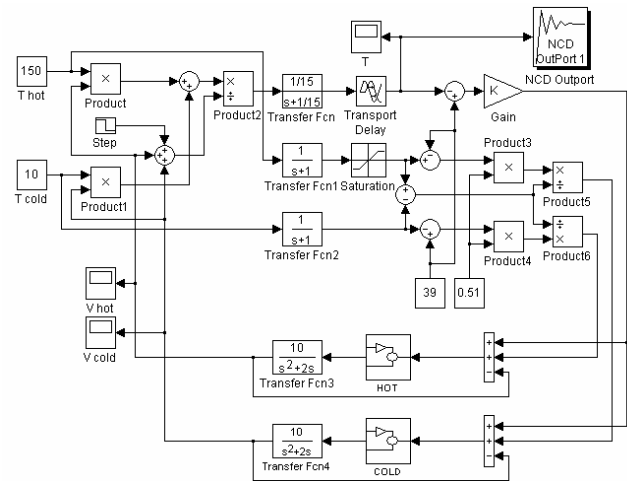 150
T hot
×
Product
+
+
×
÷
Product2
1/15
s+1/15
Transfer Fcn
Transport
Delay
T
NCD
OutPort 1
NCD Outport
-
+
K
Gain
Step
+
+
+
10
T cold
×
Product1
1
s+1
Transfer Fcn1
Saturation
+
-
+
-
Product3
×
×
÷
Product5
1
s+1
Transfer Fcn2
-
+
×
Product4
÷
×
Product6
39
0.51
V hot
V cold
10
s²+2s
Transfer Fcn3
HOT
+
+
-
10
s²+2s
Transfer Fcn4
COLD
+
+
-